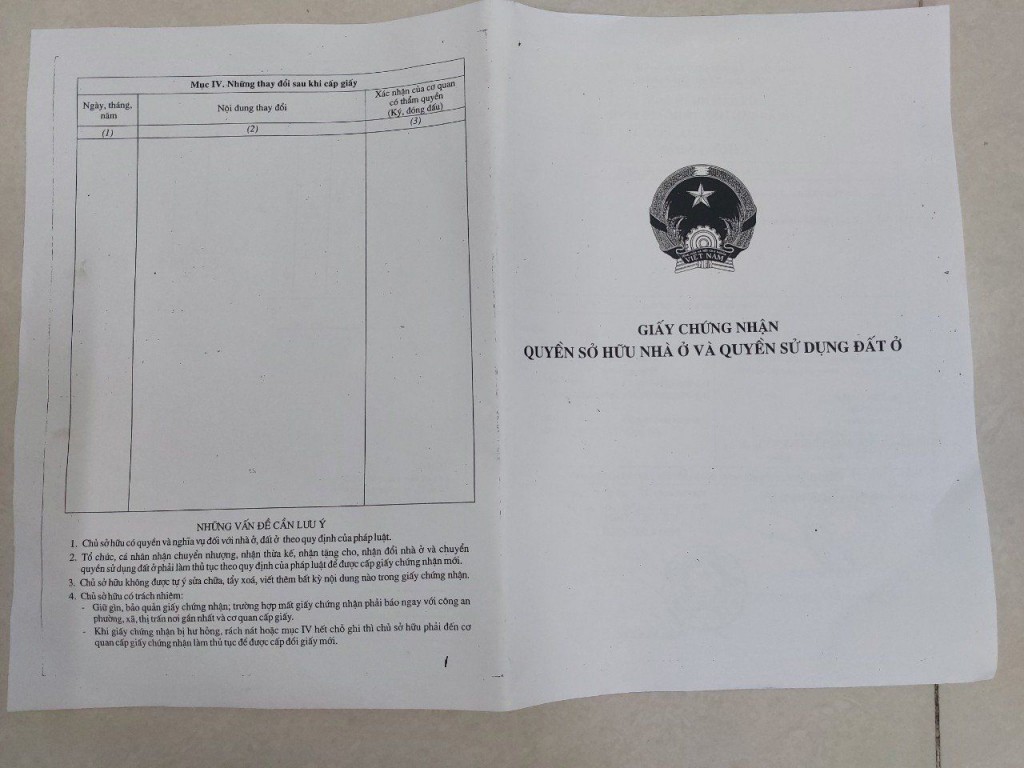 Mục IV. Những thay đổi sau khi cấp giấy
Ngày, tháng, năm
Nội dung thay đổi
Xác nhận của cơ quan
có thẩm quyền
(Ký, đóng dấu)
(1)
(2)
(3)
NHỮNG VẤN ĐỀ CẦN LƯU Ý
1. Chủ sở hữu có quyền và nghĩa vụ đối với nhà ở, đất ở theo quy định của pháp luật.
2. Tổ chức, cá nhân nhận chuyển nhượng, nhận thừa kế, nhận tặng cho, nhận đổi nhà ở và chuyển
quyền sử dụng đất ở phải làm thủ tục theo quy định của pháp luật để được cấp giấy chứng nhận mới.
3. Chủ sở hữu không được tự ý sửa chữa, tẩy xoá, viết thêm bất kỳ nội dung nào trong giấy chứng nhận.
4. Chủ sở hữu có trách nhiệm:
- Giữ gìn, bảo quản giấy chứng nhận; trường hợp mất giấy chứng nhận phải báo ngay với công an
phường, xã, thị trấn nơi gần nhất và cơ quan cấp giấy.
- Khi giấy chứng nhận bị hư hỏng, rách nát hoặc mục IV hết chỗ ghi thì chủ sở hữu phải đến cơ
quan cấp giấy chứng nhận làm thủ tục để được cấp đổi giấy mới.
1
VIỆT NAM
GIẤY CHỨNG NHẬN
QUYỀN SỞ HỮU NHÀ Ở VÀ QUYỀN SỬ DỤNG ĐẤT Ở